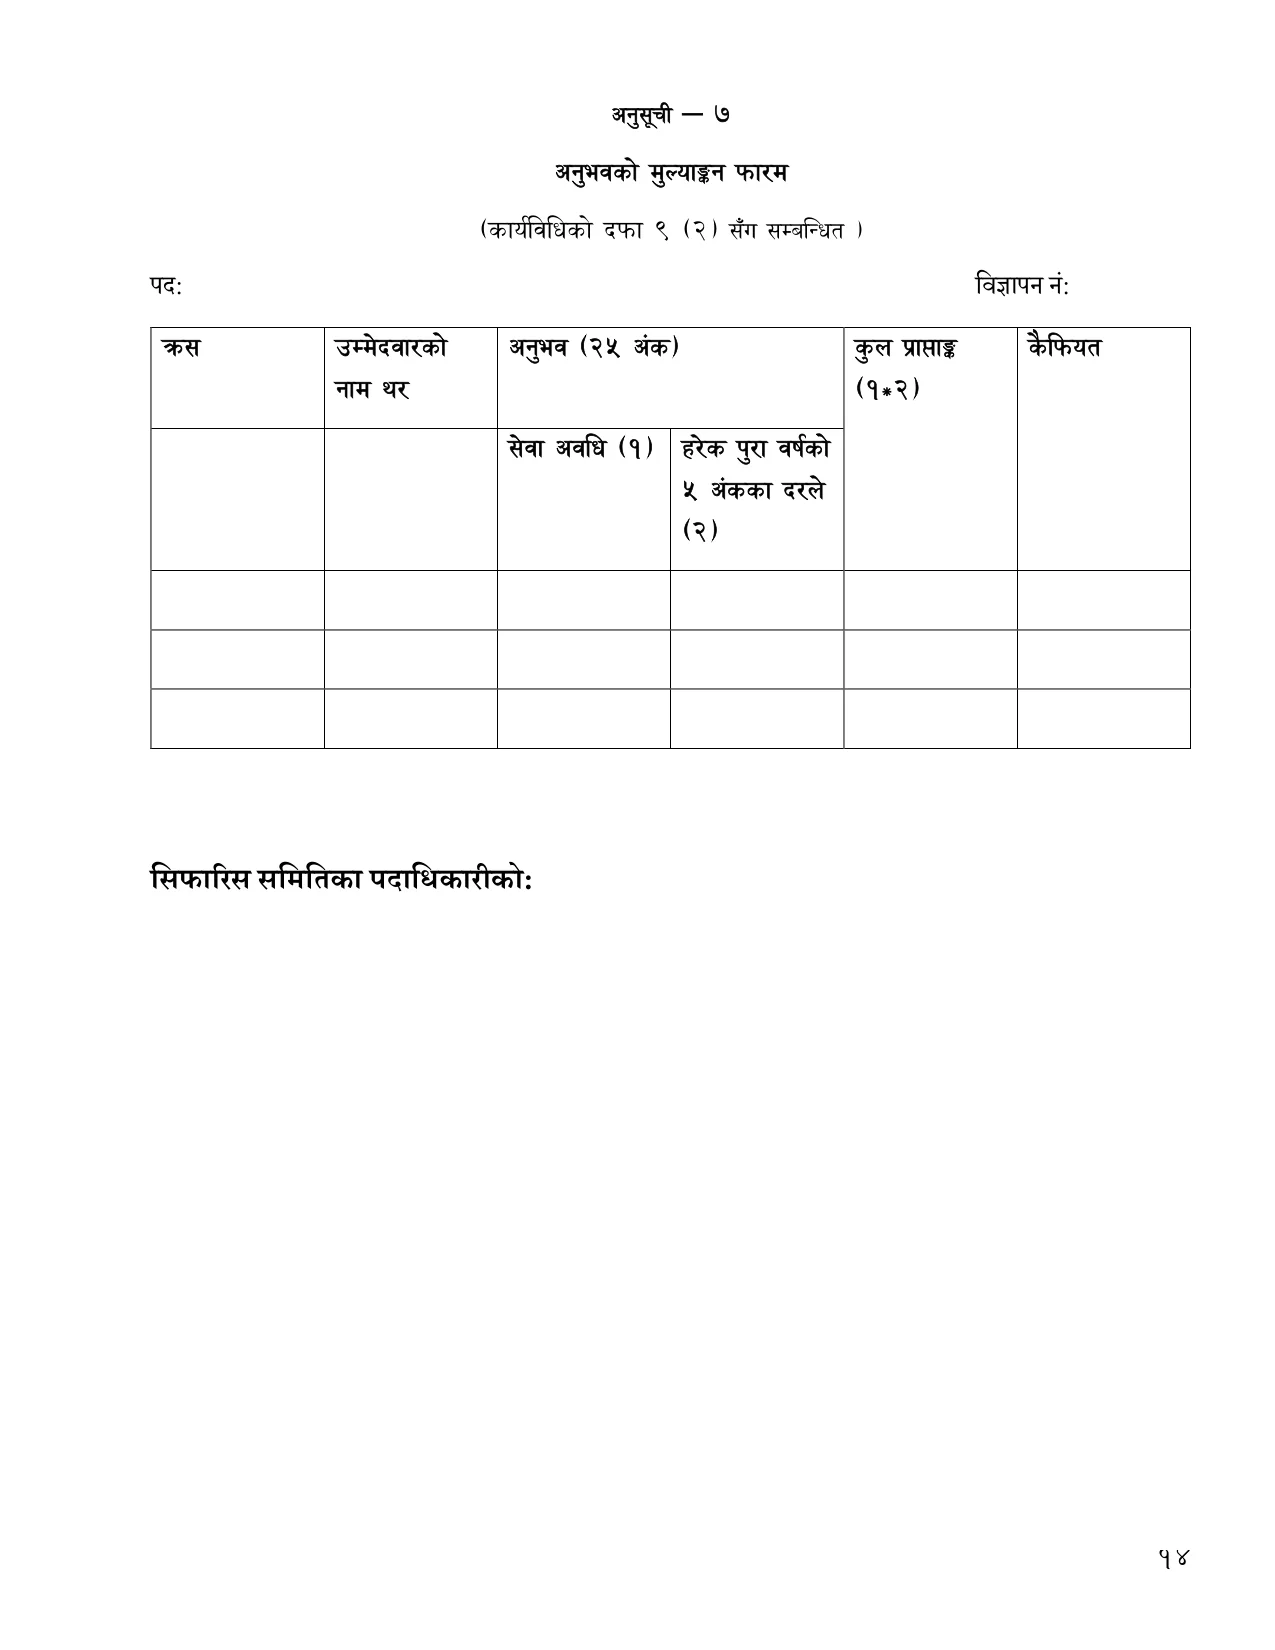 अनुसूची — ७
अनुभवको मुल्याङ्कन फारम
(कार्यविधिको दफा ९ (२) सँग सम्बन्धित )
पद: विज्ञापन नं:
क्रस उम्मेदवारको अनुभव (२५ अंक) कुल प्राप्ताङ्क कैफियत
नाम थर (१*२)
सेवा अवधि (१) हरेक पुरा वर्षको
५ अंकका दरले
(२)
सिफारिस समितिका पदाधिकारीको:
१४